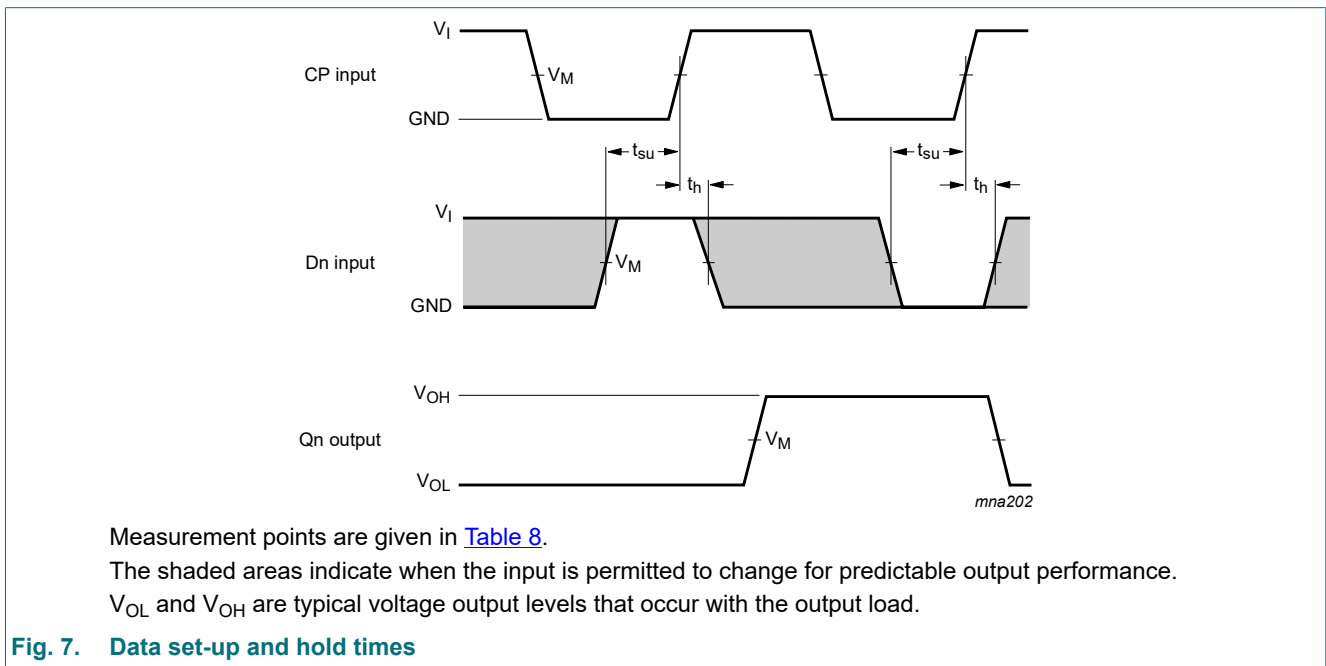 V_I
CP input
V_M
GND
t_su
t_su
t_h
t_h
V_I
Dn input
V_M
GND
V_OH
Qn output
V_M
V_OL
mna202
Measurement points are given in Table 8.
The shaded areas indicate when the input is permitted to change for predictable output performance.
V_OL and V_OH are typical voltage output levels that occur with the output load.
Fig. 7. Data set-up and hold times